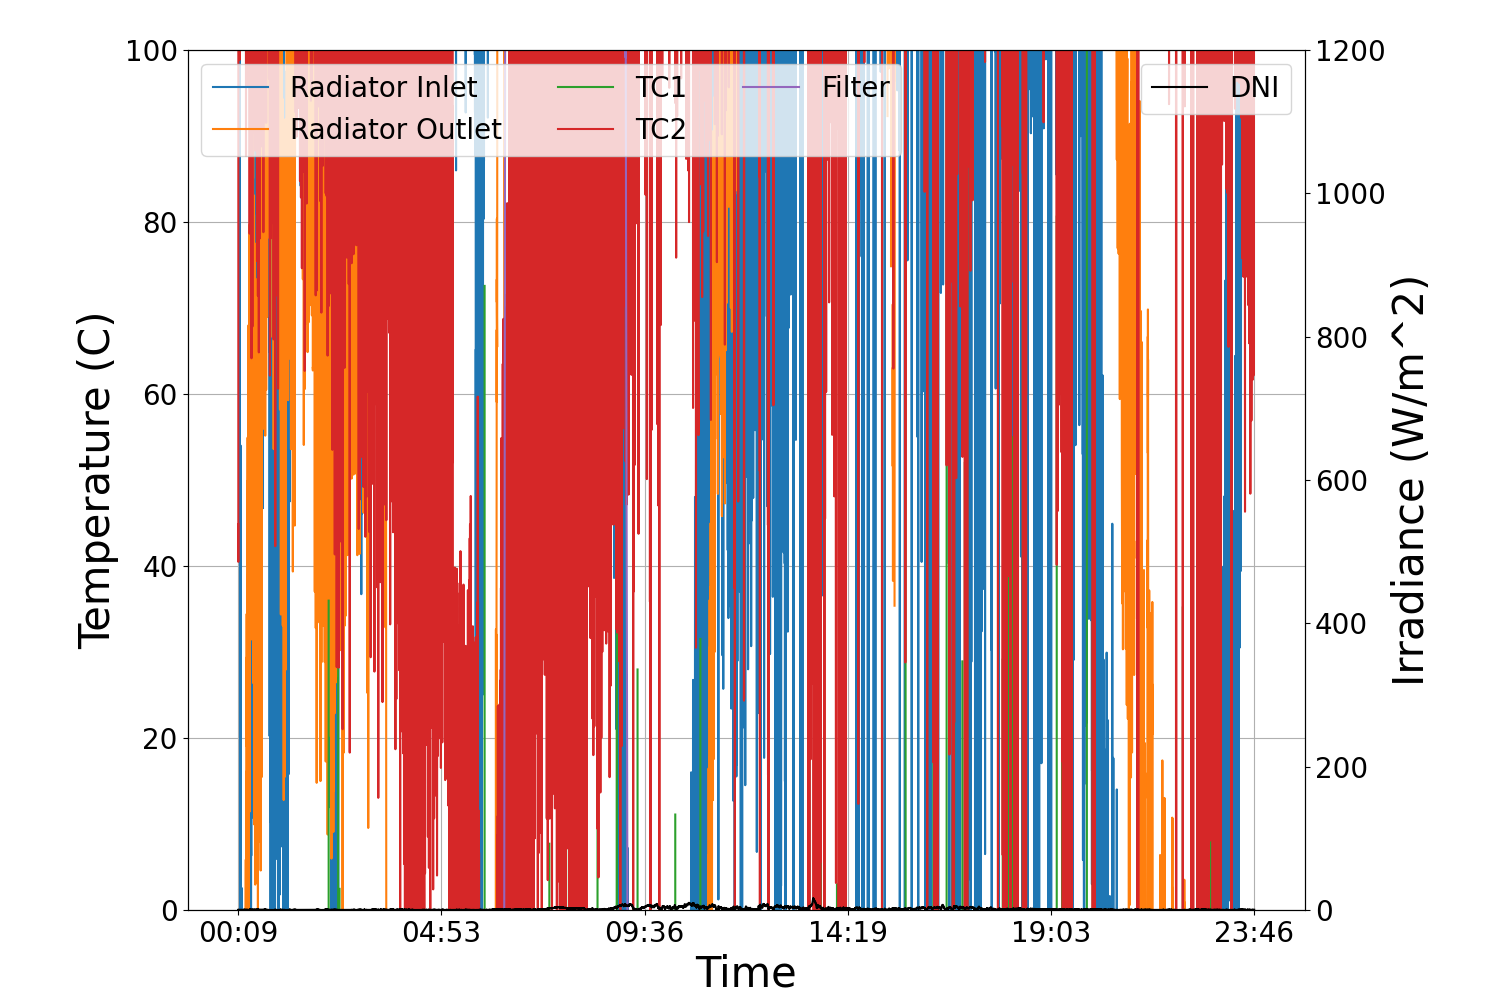 100
80
60
40
20
0
1200
1000
800
600
400
200
0
Radiator Inlet
Radiator Outlet
TC1
TC2
Filter
DNI
Temperature (C)
Irradiance (W/m^2)
00:09 04:53 09:36 14:19 19:03 23:46
Time